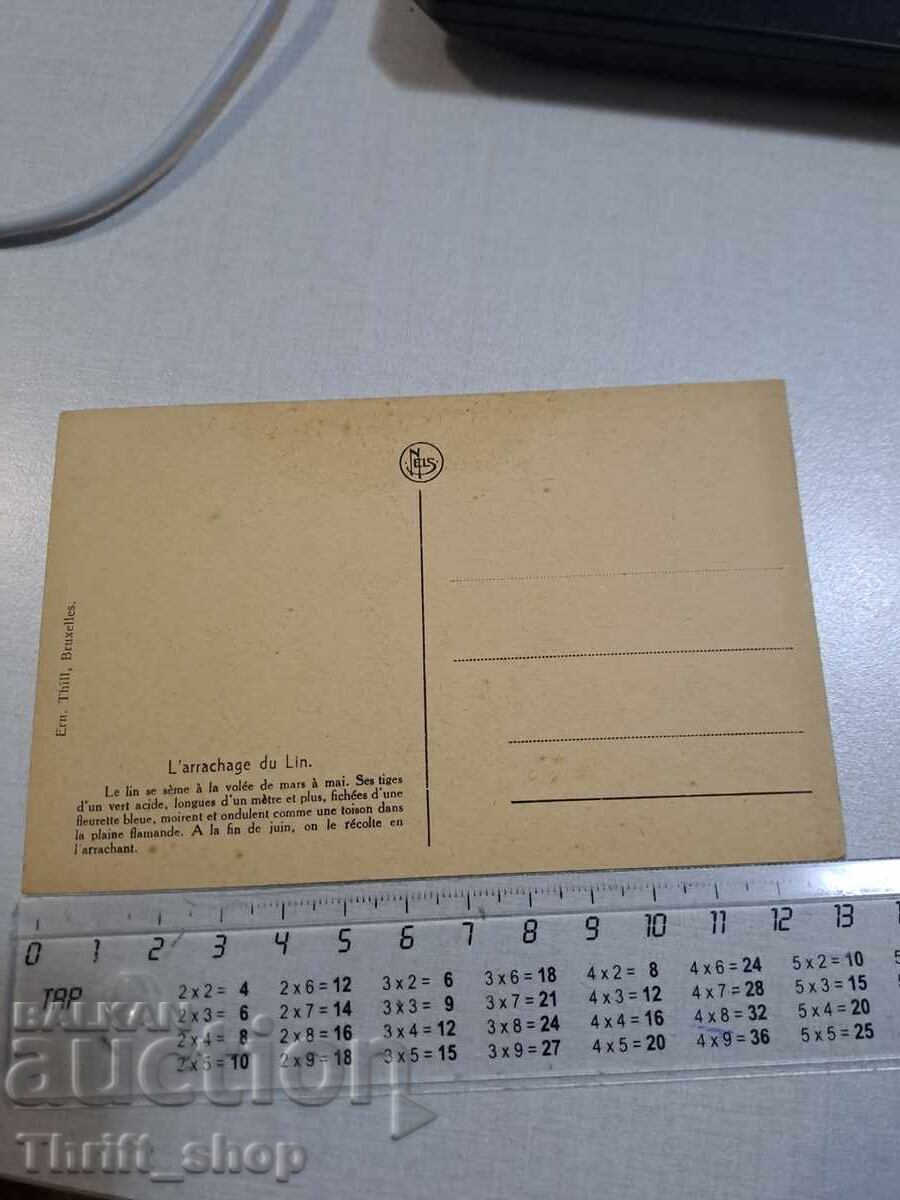 NELS
Ern. Thill, Bruxelles.
L'arrachage du Lin.
Le lin se sème à la volée de mars à mai. Ses tiges
d'un vert acide, longues d'un mètre et plus, fichées d'une
fleurette bleue, moirent et ondulent comme une toison dans
la plaine flamande. A la fin de juin, on le récolte en
l'arrachant.
0 1 2 3 4 5 6 7 8 9 10 11 12 13
TAP
2 x 2 = 4 2 x 6 = 12 3 x 2 = 6 3 x 6 = 18 4 x 2 = 8 4 x 6 = 24 5 x 2 = 10
2 x 3 = 6 2 x 7 = 14 3 x 3 = 9 3 x 7 = 21 4 x 3 = 12 4 x 7 = 28 5 x 3 = 15
2 x 4 = 8 2 x 8 = 16 3 x 4 = 12 3 x 8 = 24 4 x 4 = 16 4 x 8 = 32 5 x 4 = 20
2 x 5 = 10 2 x 9 = 18 3 x 5 = 15 3 x 9 = 27 4 x 5 = 20 4 x 9 = 36 5 x 5 = 25
BALKAN
auction
Thrift_shop